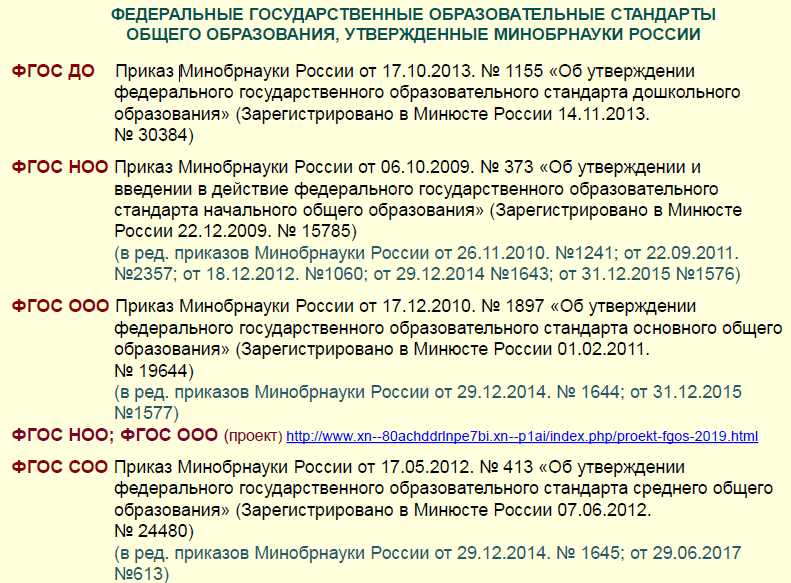 ФЕДЕРАЛЬНЫЕ ГОСУДАРСТВЕННЫЕ ОБРАЗОВАТЕЛЬНЫЕ СТАНДАРТЫ
ОБЩЕГО ОБРАЗОВАНИЯ, УТВЕРЖДЕННЫЕ МИНОБРНАУКИ РОССИИ
ФГОС ДО Приказ Минобрнауки России от 17.10.2013. № 1155 «Об утверждении
федерального государственного образовательного стандарта дошкольного
образования» (Зарегистрировано в Минюсте России 14.11.2013.
№ 30384)
ФГОС НОО Приказ Минобрнауки России от 06.10.2009. № 373 «Об утверждении и
введении в действие федерального государственного образовательного
стандарта начального общего образования» (Зарегистрировано в Минюсте
России 22.12.2009. № 15785)
(в ред. приказов Минобрнауки России от 26.11.2010. №1241; от 22.09.2011.
№2357; от 18.12.2012. №1060; от 29.12.2014 №1643; от 31.12.2015 №1576)
ФГОС ООО Приказ Минобрнауки России от 17.12.2010. № 1897 «Об утверждении
федерального государственного образовательного стандарта основного общего
образования» (Зарегистрировано в Минюсте России 01.02.2011.
№ 19644)
(в ред. приказов Минобрнауки России от 29.12.2014. № 1644; от 31.12.2015
№1577)
ФГОС НОО; ФГОС ООО (проект) http://www.xn--80achddrlnpe7bi.xn--p1ai/index.php/proekt-fgos-2019.html
ФГОС СОО Приказ Минобрнауки России от 17.05.2012. № 413 «Об утверждении
федерального государственного образовательного стандарта среднего общего
образования» (Зарегистрировано в Минюсте России 07.06.2012.
№ 24480)
(в ред. приказов Минобрнауки России от 29.12.2014. № 1645; от 29.06.2017
№613)